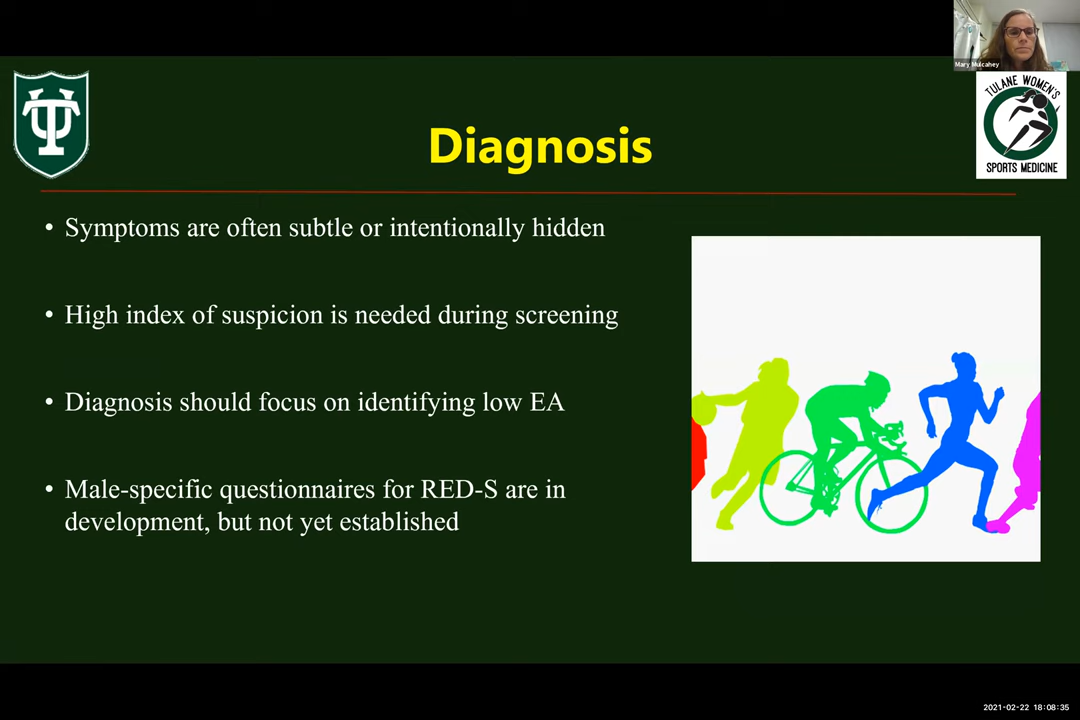 Mary Mulcahey
TULANE WOMEN'S
SPORTS MEDICINE
TU
Diagnosis
• Symptoms are often subtle or intentionally hidden
• High index of suspicion is needed during screening
• Diagnosis should focus on identifying low EA
• Male-specific questionnaires for RED-S are in
development, but not yet established
2021-02-22 18:08:35